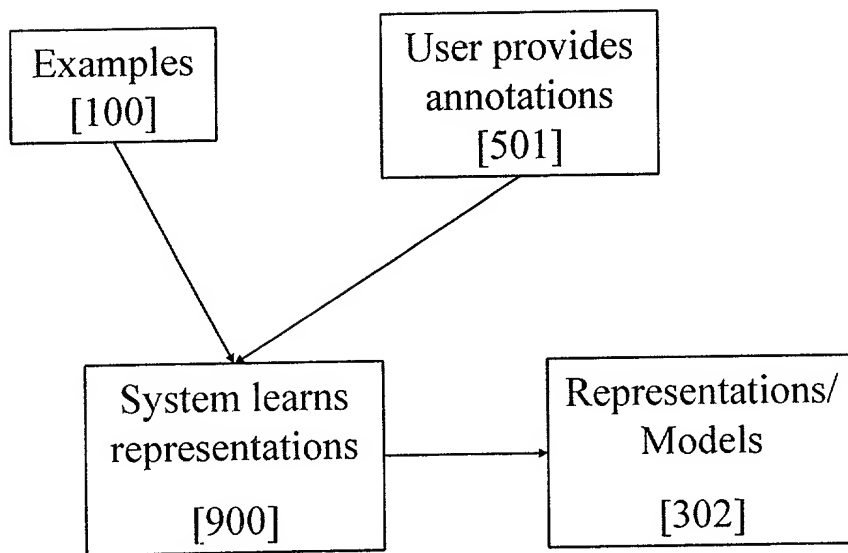 Examples
[100]
User provides
annotations
[501]
System learns
representations
[900]
Representations/
Models
[302]